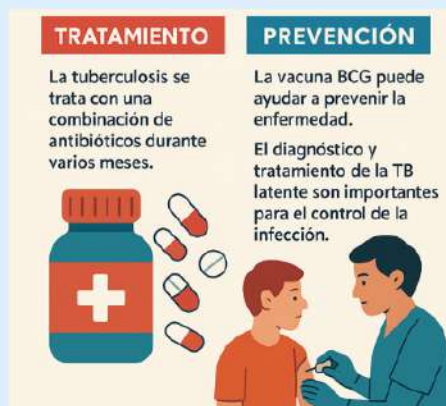 TRATAMIENTO
La tuberculosis se
trata con una
combinación de
antibióticos durante
varios meses.
PREVENCIÓN
La vacuna BCG puede
ayudar a prevenir la
enfermedad.
El diagnóstico y
tratamiento de la TB
latente son importantes
para el control de la
infección.